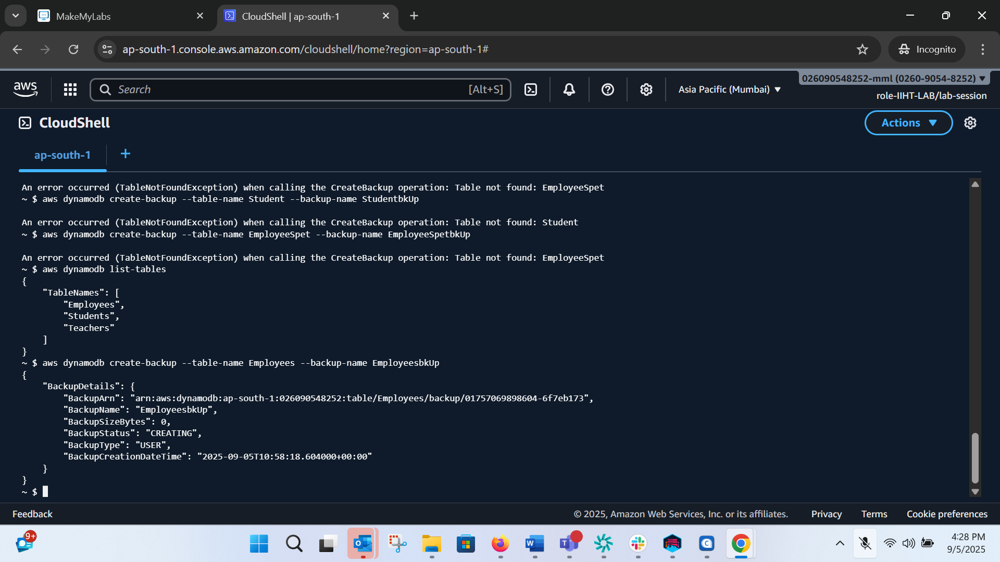 MakeMyLabs
CloudShell | ap-south-1
ap-south-1.console.aws.amazon.com/cloudshell/home?region=ap-south-1#
Incognito
aws
Search
[Alt+S]
Asia Pacific (Mumbai)
026090548252-mml (0260-9054-8252)
role-IIHT-LAB/lab-session
CloudShell
Actions
ap-south-1
An error occurred (TableNotFoundException) when calling the CreateBackup operation: Table not found: EmployeeSpet
~ $ aws dynamodb create-backup --table-name Student --backup-name StudentbkUp
An error occurred (TableNotFoundException) when calling the CreateBackup operation: Table not found: Student
~ $ aws dynamodb create-backup --table-name EmployeeSpet --backup-name EmployeeSpetbkUp
An error occurred (TableNotFoundException) when calling the CreateBackup operation: Table not found: EmployeeSpet
~ $ aws dynamodb list-tables
{
    "TableNames": [
        "Employees",
        "Students",
        "Teachers"
    ]
}
~ $ aws dynamodb create-backup --table-name Employees --backup-name EmployeesbkUp
{
    "BackupDetails": {
        "BackupArn": "arn:aws:dynamodb:ap-south-1:026090548252:table/Employees/backup/01757069898604-6f7eb173",
        "BackupName": "EmployeesbkUp",
        "BackupSizeBytes": 0,
        "BackupStatus": "CREATING",
        "BackupType": "USER",
        "BackupCreationDateTime": "2025-09-05T10:58:18.604000+00:00"
    }
}
~ $
Feedback
© 2025, Amazon Web Services, Inc. or its affiliates.
Privacy
Terms
Cookie preferences
9+
4:28 PM
9/5/2025